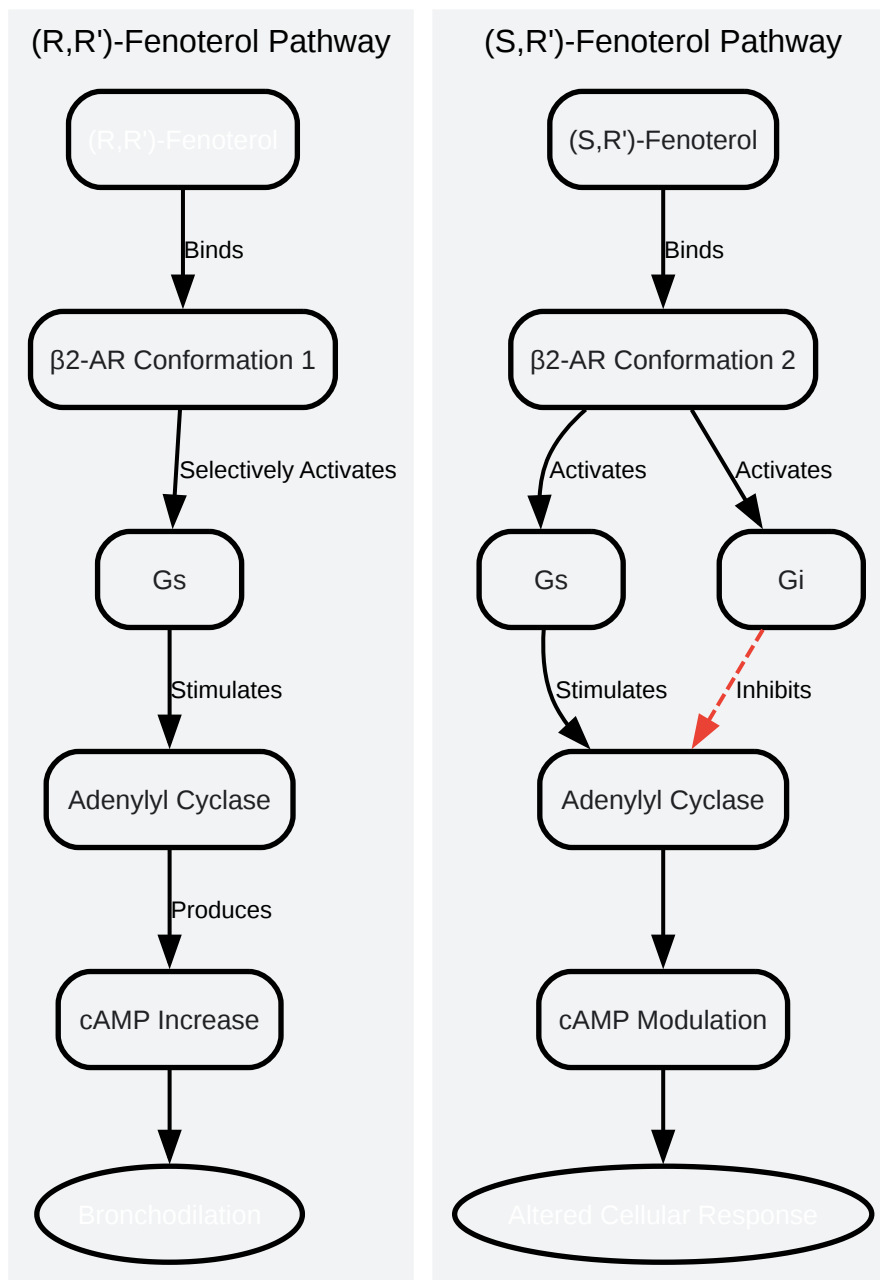 (R,R')-Fenoterol Pathway
(R,R')-Fenoterol
Binds
β2-AR Conformation 1
Selectively Activates
Gs
Stimulates
Adenylyl Cyclase
Produces
cAMP Increase
Bronchodilation
(S,R')-Fenoterol Pathway
(S,R')-Fenoterol
Binds
β2-AR Conformation 2
Activates
Activates
Gs
Gi
Stimulates
Inhibits
Adenylyl Cyclase
cAMP Modulation
Altered Cellular Response